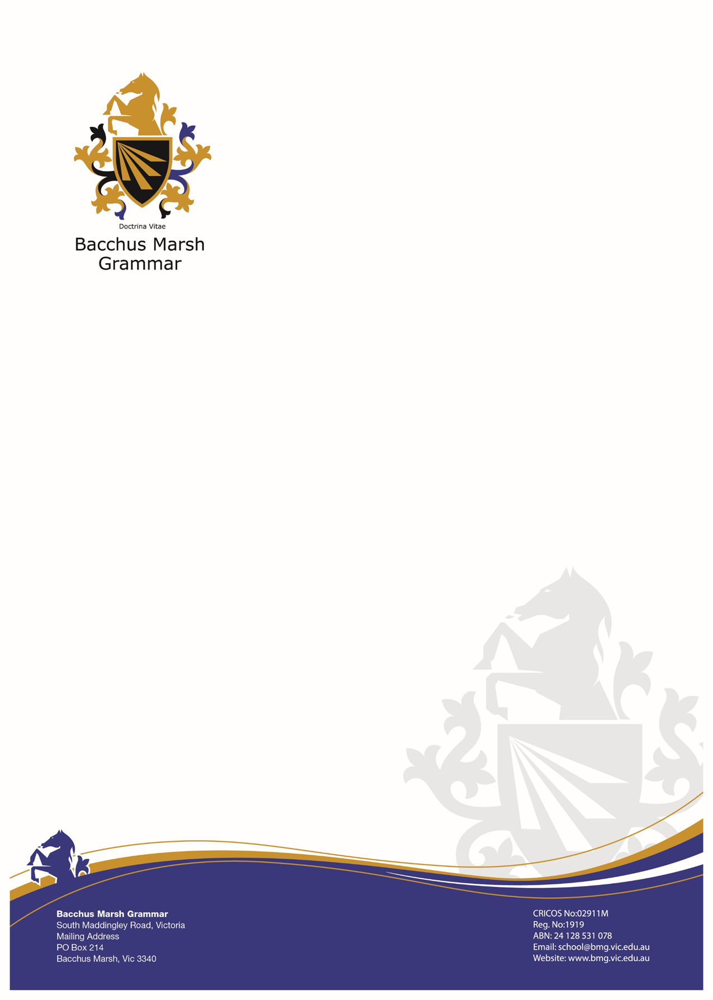 Doctrina Vitae
Bacchus Marsh
Grammar
Bacchus Marsh Grammar
South Maddingley Road, Victoria
Mailing Address
PO Box 214
Bacchus Marsh, Vic 3340
CRICOS No:02911M
Reg. No:1919
ABN: 24 128 531 078
Email: school@bmg.vic.edu.au
Website: www.bmg.vic.edu.au